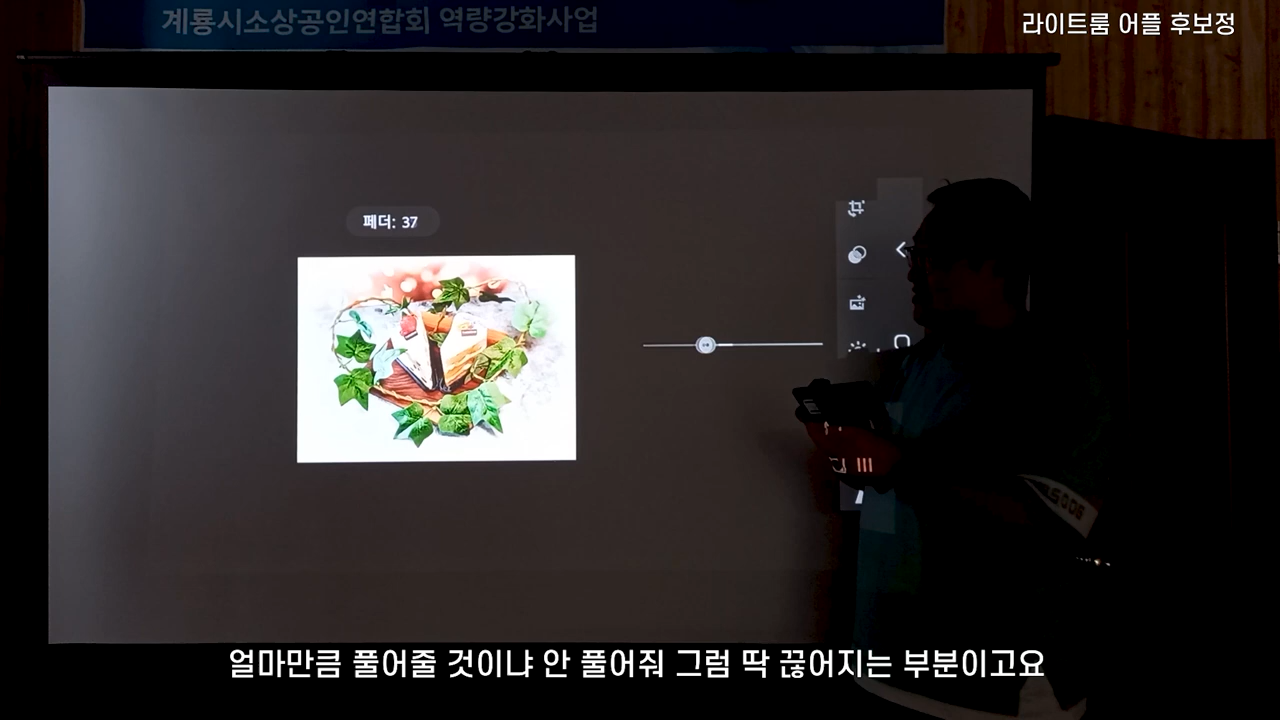 계룡시소상공인연합회 역량강화사업
라이트룸 어플 후보정
페더: 37
얼마만큼 풀어줄 것이냐 안 풀어줘 그럼 딱 끊어지는 부분이고요